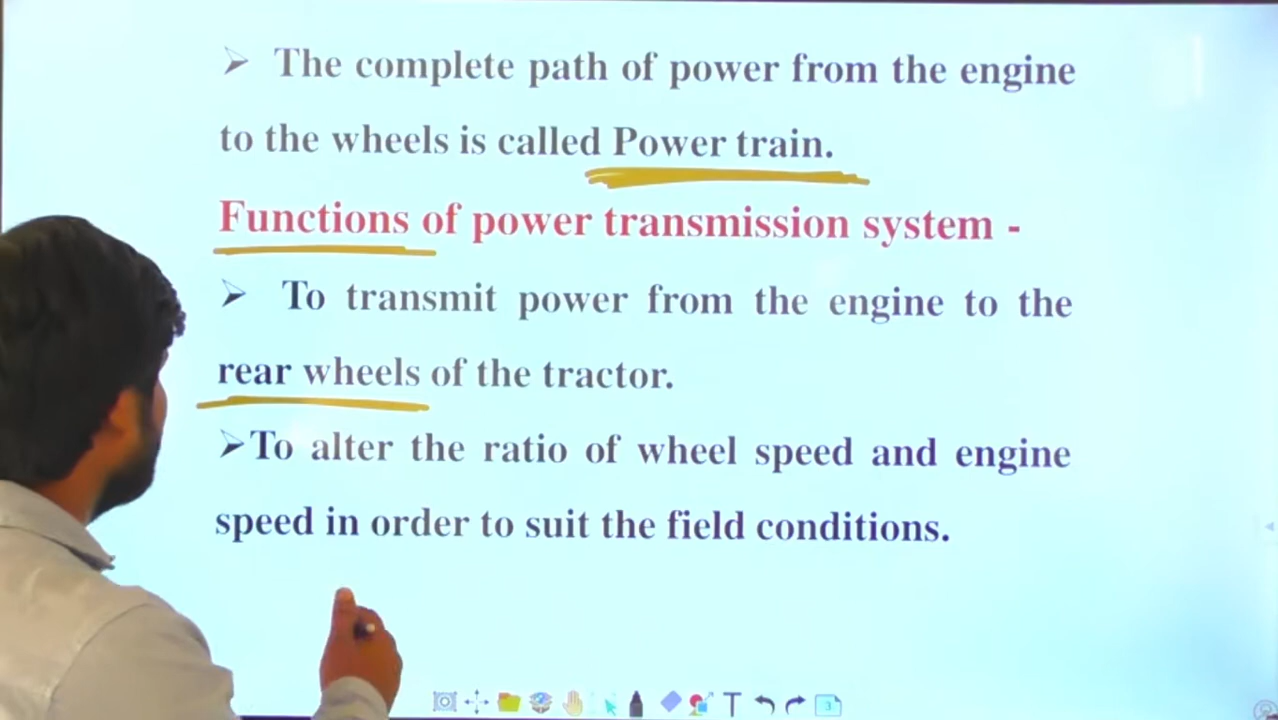 ➢ The complete path of power from the engine
to the wheels is called Power train.
Functions of power transmission system -
➢ To transmit power from the engine to the
rear wheels of the tractor.
➢To alter the ratio of wheel speed and engine
speed in order to suit the field conditions.
T
3